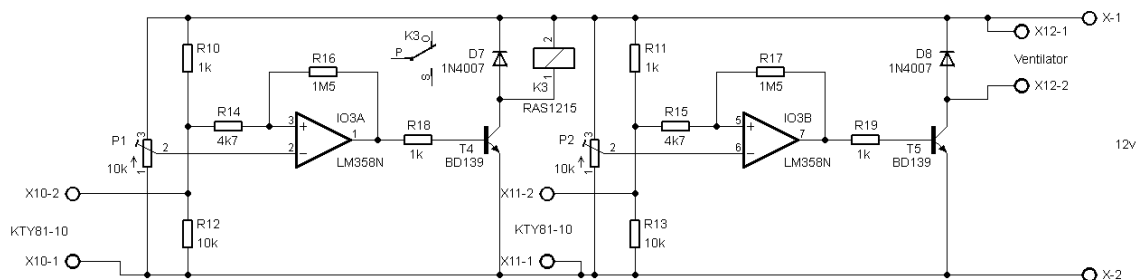 R10
1k
R16
1M5
K3
P
O
S
D7
1N4007
2
1
K3
RAS1215
R11
1k
R17
1M5
D8
1N4007
X-1
X12-1
Ventilator
X12-2
R14
4k7
3
+
2
−
IO3A
1
LM358N
R18
1k
T4
BD139
P1
3
2
10k
1
R15
4k7
5
+
6
−
IO3B
7
LM358N
R19
1k
T5
BD139
P2
3
2
10k
1
12v
X10-2
R12
10k
KTY81-10
X10-1
X11-2
R13
10k
KTY81-10
X11-1
X-2